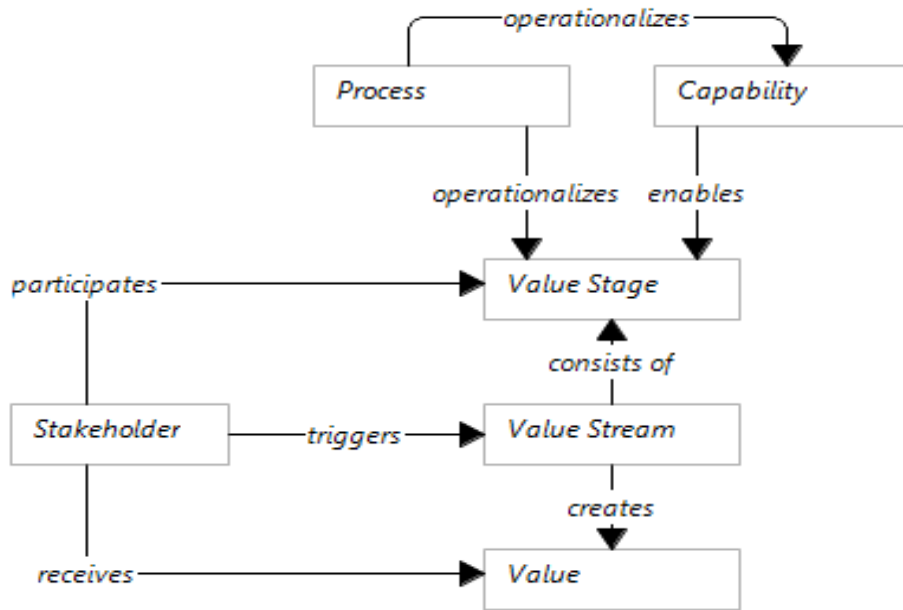 operationalizes
Process
Capability
operationalizes
enables
participates
Value Stage
consists of
Stakeholder
triggers
Value Stream
creates
receives
Value